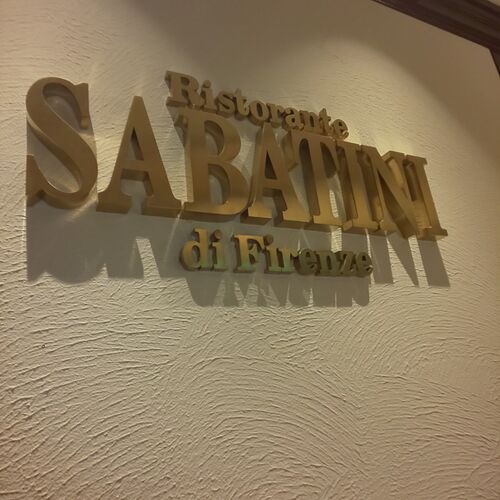 Ristorante
SABATINI
di Firenze